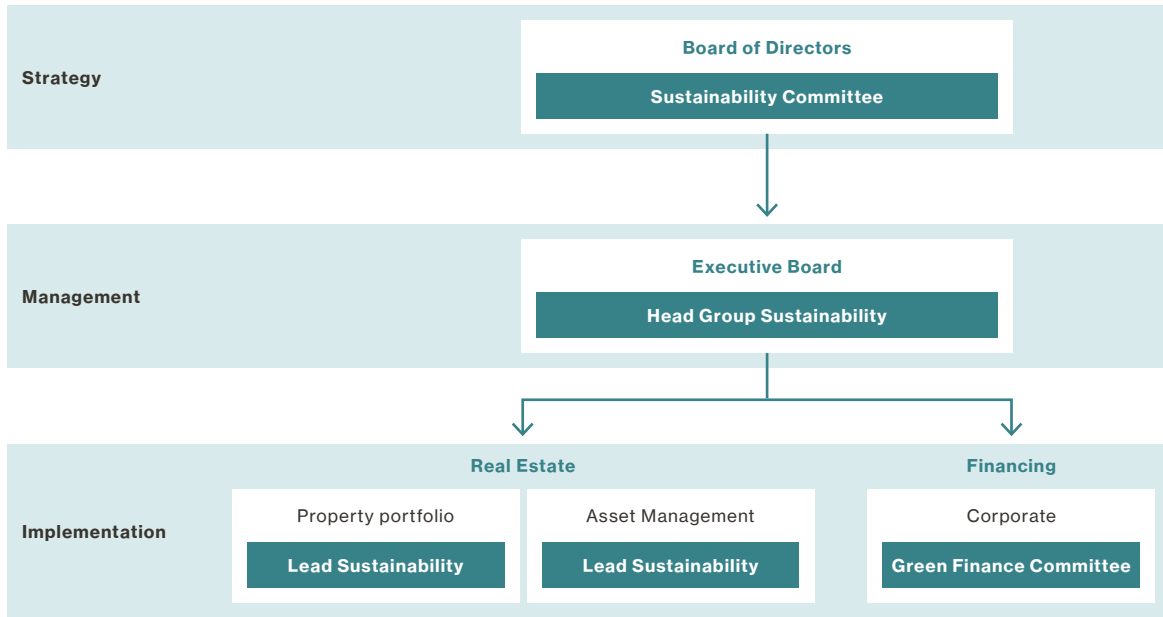 Strategy
Board of Directors
Sustainability Committee
Management
Executive Board
Head Group Sustainability
Implementation
Real Estate
Financing
Property portfolio
Lead Sustainability
Asset Management
Lead Sustainability
Corporate
Green Finance Committee